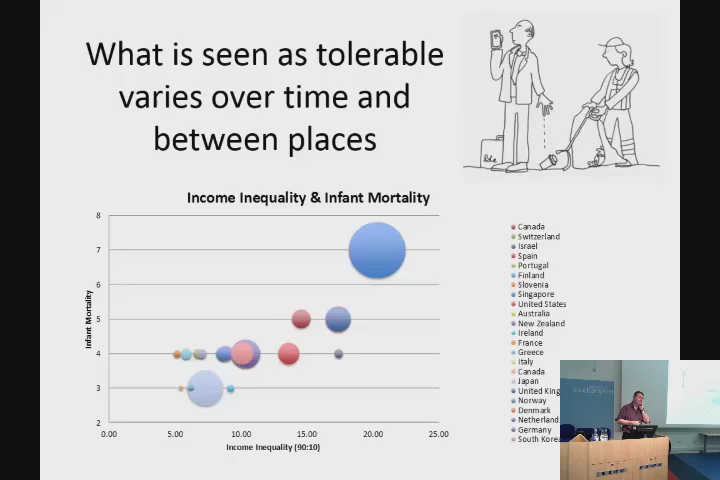 What is seen as tolerable
varies over time and
between places
Income Inequality & Infant Mortality
8
7
6
5
4
3
2
Infant Mortality
0.00 5.00 10.00 15.00 20.00 25.00
Income Inequality (90:10)
Canada
Switzerland
Israel
Spain
Portugal
Finland
Slovenia
Singapore
United States
Australia
New Zealand
Ireland
France
Greece
Italy
Canada
Japan
United King
Norway
Denmark
Netherland
Germany
South Korea